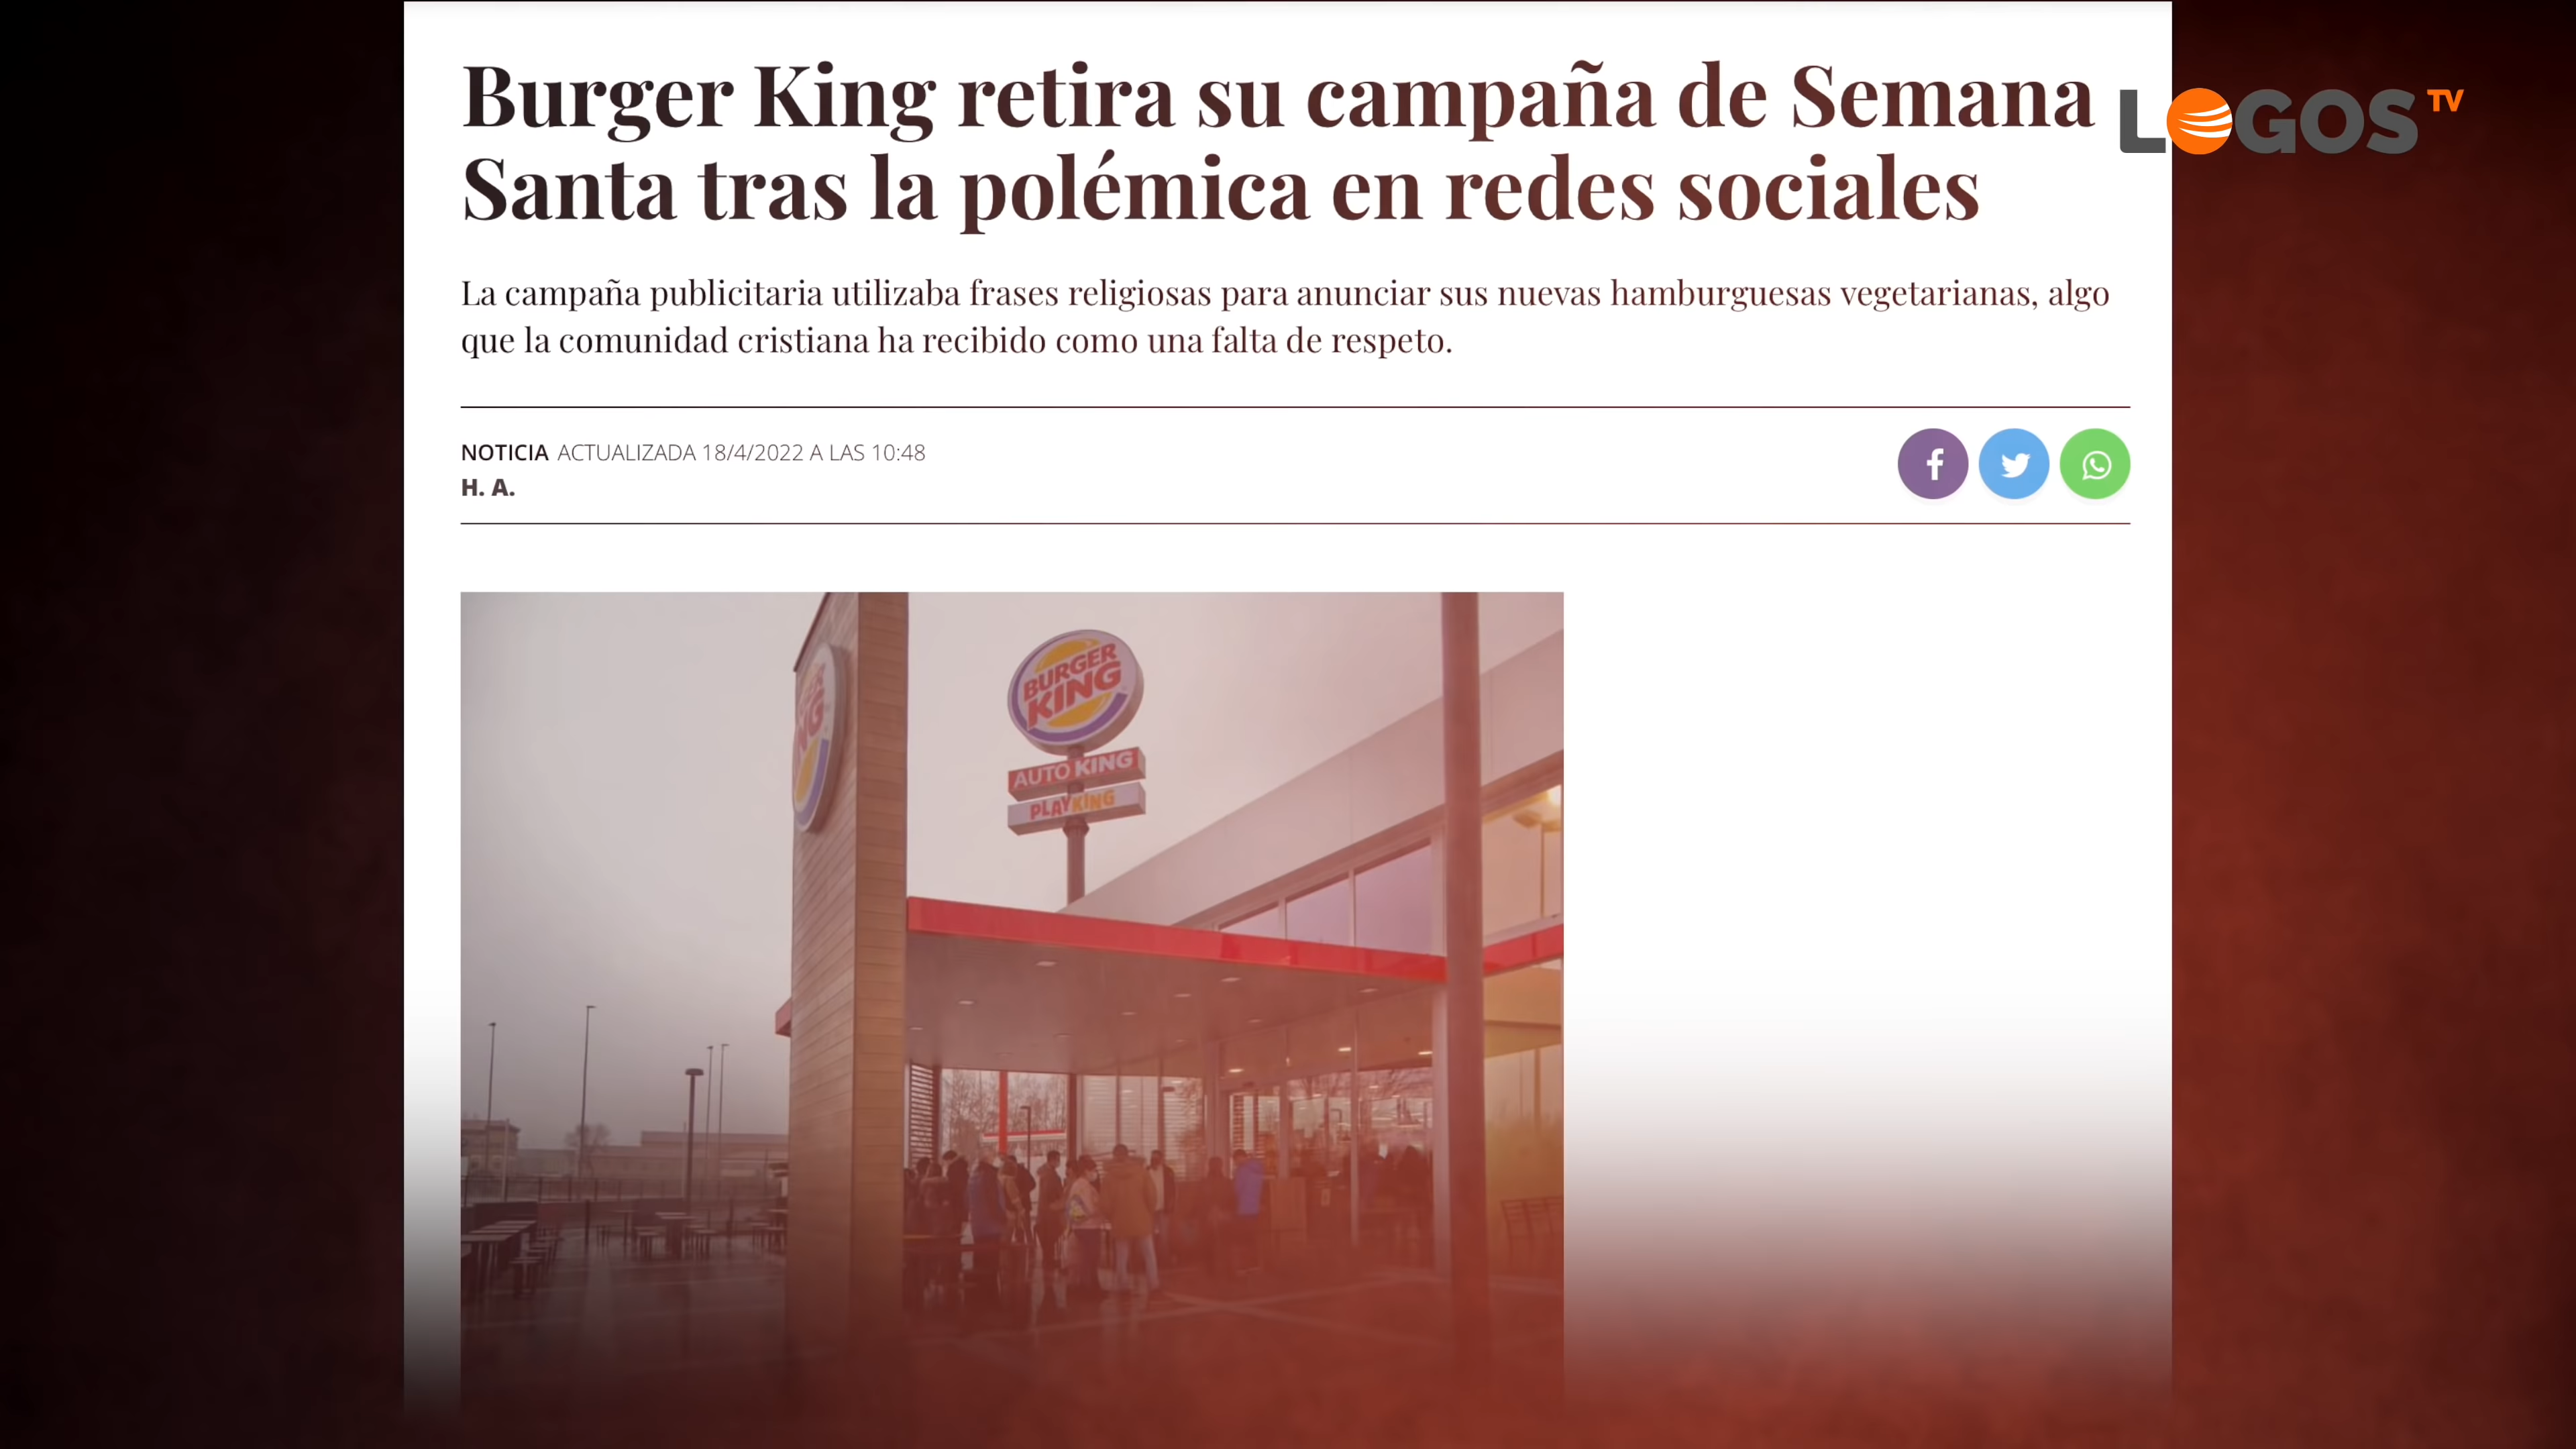 Burger King retira su campaña de Semana
Santa tras la polémica en redes sociales
LOGOS TV
La campaña publicitaria utilizaba frases religiosas para anunciar sus nuevas hamburguesas vegetarianas, algo
que la comunidad cristiana ha recibido como una falta de respeto.
NOTICIA ACTUALIZADA 18/4/2022 A LAS 10:48
H. A.
BURGER
KING
AUTO KING
PLAYKING